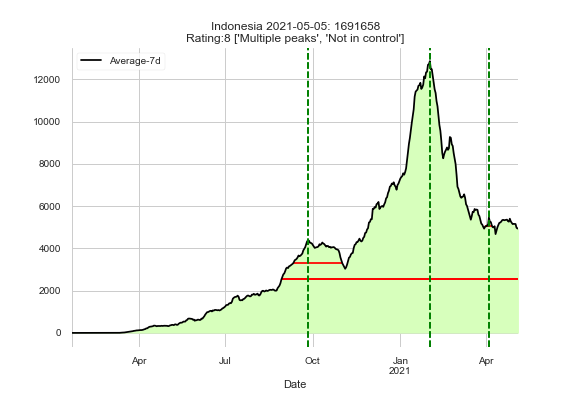 Indonesia 2021-05-05: 1691658
Rating:8 ['Multiple peaks', 'Not in control']
Average-7d
12000
10000
8000
6000
4000
2000
0
Apr
Jul
Oct
Jan
2021
Apr
Date